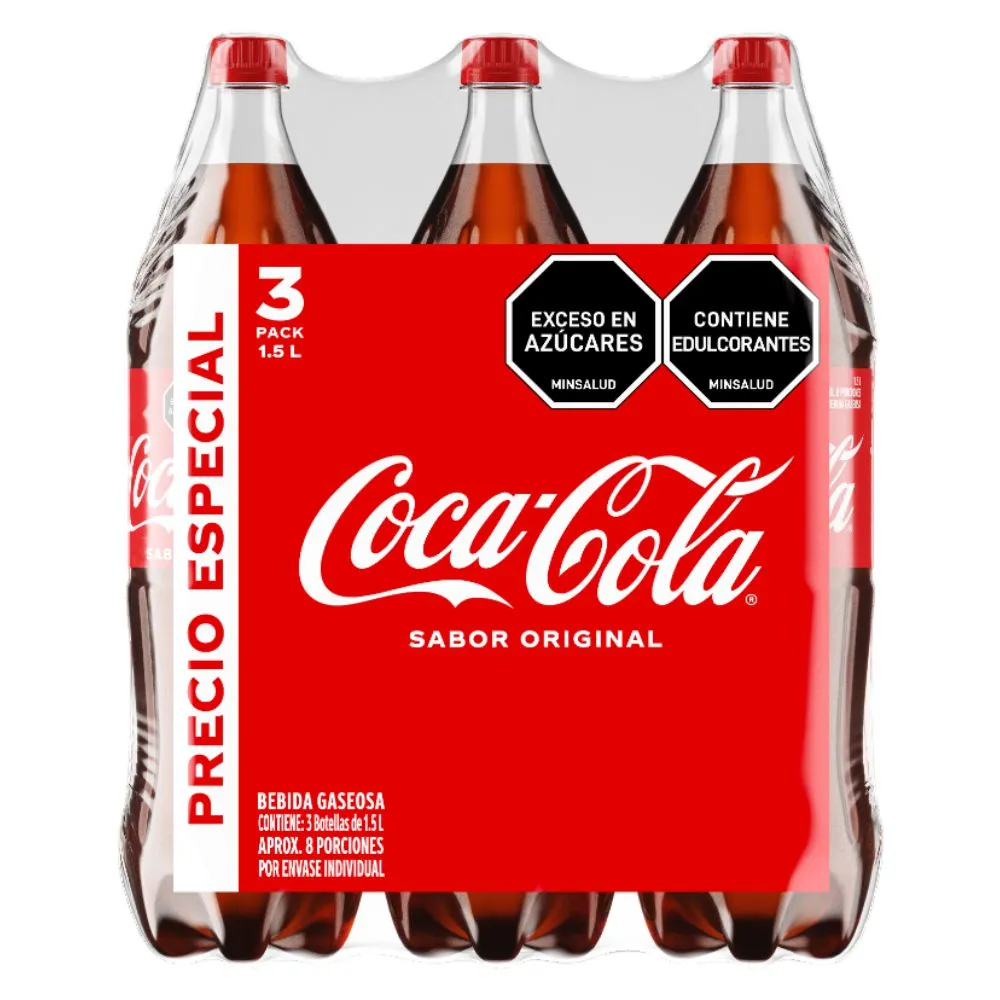 PRECIO ESPECIAL
3
PACK
1.5 L
EXCESO EN
AZÚCARES
MINSALUD
CONTIENE
EDULCORANTES
MINSALUD
Coca-Cola
SABOR ORIGINAL
BEBIDA GASEOSA
CONTIENE: 3 Botellas de 1.5 L
APROX. 8 PORCIONES
POR ENVASE INDIVIDUAL